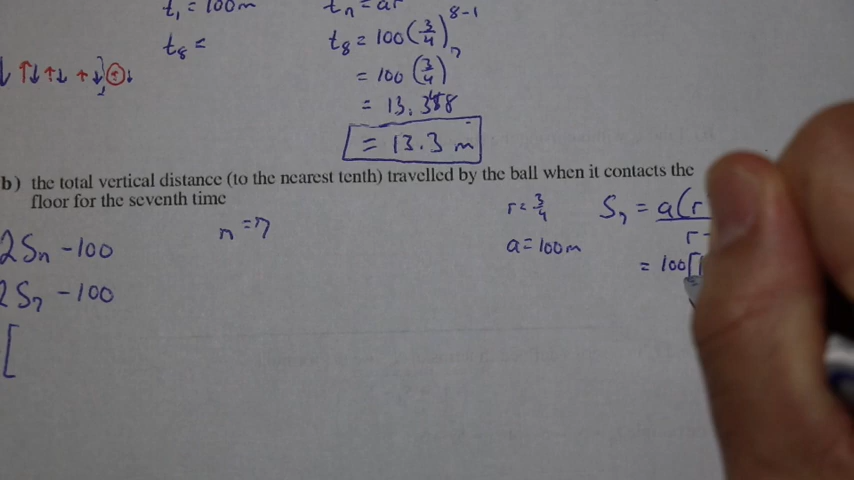 t₁ = 100m
tₙ = ar
t₈ =
t₈ = 100(3/4)⁸⁻¹
= 100(3/4)⁷
= 13.348
= 13.3 m
b) the total vertical distance (to the nearest tenth) travelled by the ball when it contacts the
floor for the seventh time
2Sn - 100
n = 7
r = 3/4
S₇ = a(r
r -
a = 100m
= 100[
2S₇ - 100
[